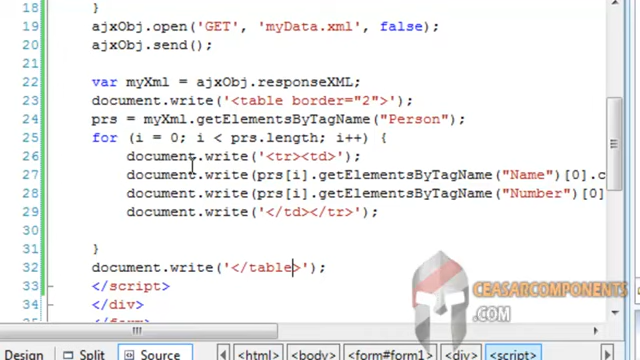 18 }
19 ajxObj.open('GET', 'myData.xml', false);
20 ajxObj.send();
21
22 var myXml = ajxObj.responseXML;
23 document.write('<table border="2">');
24 prs = myXml.getElementsByTagName("Person");
25 for (i = 0; i < prs.length; i++) {
26 document.write('<tr><td>');
27 document.write(prs[i].getElementsByTagName("Name")[0].c
28 document.write(prs[i].getElementsByTagName("Number")[0]
29 document.write('</td></tr>');
30
31 }
32 document.write('</table>');
33 </script>
34 </div>
35 </form>
CEASARCOMPONENTS
.COM
Design Split Source <html> <body> <form#form1> <div> <script>